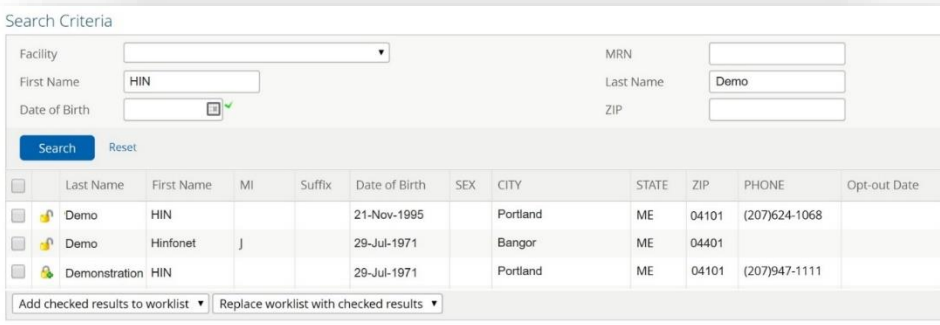 Search Criteria
Facility MRN
First Name HIN Last Name Demo
Date of Birth ZIP
Search Reset
Last Name First Name MI Suffix Date of Birth SEX CITY STATE ZIP PHONE Opt-out Date
Demo HIN 21-Nov-1995 Portland ME 04101 (207)624-1068
Demo Hinfonet J 29-Jul-1971 Bangor ME 04401
Demonstration HIN 29-Jul-1971 Portland ME 04101 (207)947-1111
Add checked results to worklist Replace worklist with checked results